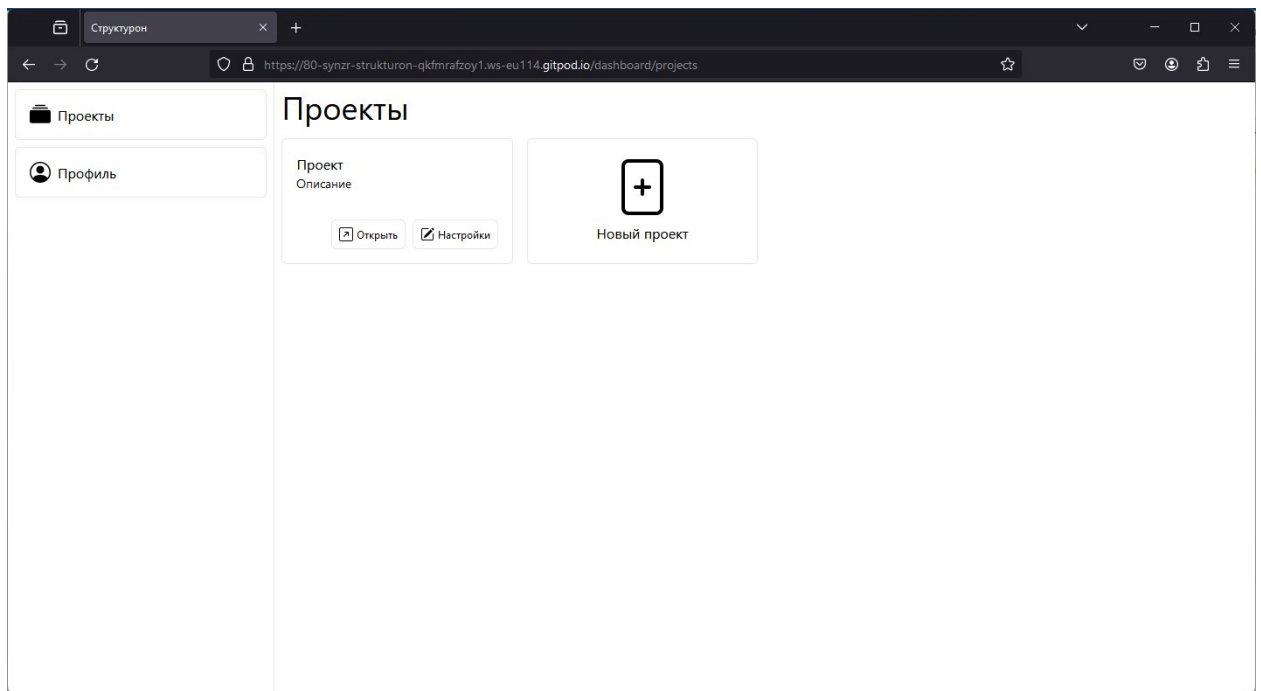 Структурон
https://80-synzr-strukturon-qkfmrafzoy1.ws-eu114.gitpod.io/dashboard/projects
Проекты
Профиль
Проекты
Проект
Описание
Открыть
Настройки
Новый проект